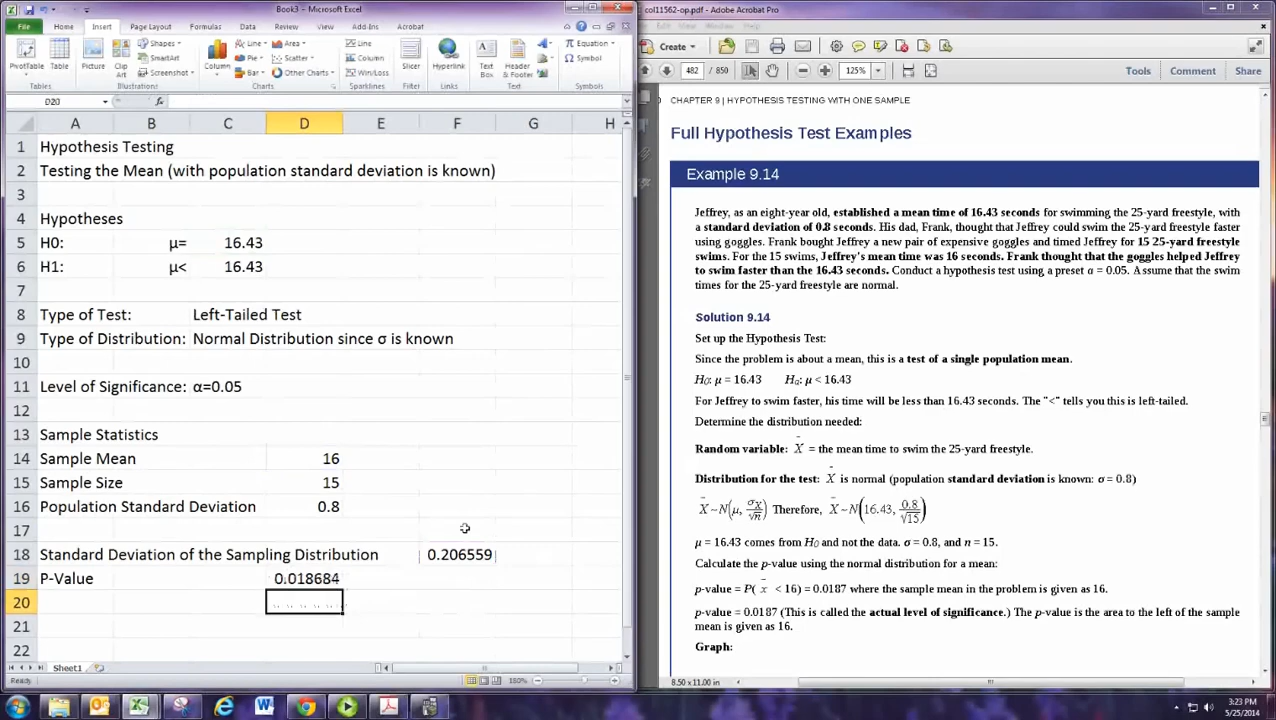 Book3 – Microsoft Excel
File Home Insert Page Layout Formulas Data Review View Add-Ins Acrobat
PivotTable Table Picture Clip Art Shapes SmartArt Screenshot Column Line Pie Bar Area Scatter Other Charts Line Column Win/Loss Slicer Hyperlink Text Box Header & Footer Equation Symbol
Tables Illustrations Charts Sparklines Filter Links Text Symbols
D20 fx
A B C D E F G H
1 Hypothesis Testing
2 Testing the Mean (with population standard deviation is known)
3
4 Hypotheses
5 H0: μ= 16.43
6 H1: μ< 16.43
7
8 Type of Test: Left-Tailed Test
9 Type of Distribution: Normal Distribution since σ is known
10
11 Level of Significance: α=0.05
12
13 Sample Statistics
14 Sample Mean 16
15 Sample Size 15
16 Population Standard Deviation 0.8
17
18 Standard Deviation of the Sampling Distribution 0.206559
19 P-Value 0.018684
20
21
22
Sheet1
Ready 180%
col11562-op.pdf - Adobe Acrobat Pro
File Edit View Window Help
Create
482 / 850 125% Tools Comment Share
CHAPTER 9 | HYPOTHESIS TESTING WITH ONE SAMPLE
Full Hypothesis Test Examples
Example 9.14
Jeffrey, as an eight-year old, established a mean time of 16.43 seconds for swimming the 25-yard freestyle, with
a standard deviation of 0.8 seconds. His dad, Frank, thought that Jeffrey could swim the 25-yard freestyle faster
using goggles. Frank bought Jeffrey a new pair of expensive goggles and timed Jeffrey for 15 25-yard freestyle
swims. For the 15 swims, Jeffrey's mean time was 16 seconds. Frank thought that the goggles helped Jeffrey
to swim faster than the 16.43 seconds. Conduct a hypothesis test using a preset α = 0.05. Assume that the swim
times for the 25-yard freestyle are normal.
Solution 9.14
Set up the Hypothesis Test:
Since the problem is about a mean, this is a test of a single population mean.
H0: μ = 16.43 Ha: μ < 16.43
For Jeffrey to swim faster, his time will be less than 16.43 seconds. The "<" tells you this is left-tailed.
Determine the distribution needed:
Random variable: X̄ = the mean time to swim the 25-yard freestyle.
Distribution for the test: X̄ is normal (population standard deviation is known: σ = 0.8)
X̄ ~ N(μ, σX/√n) Therefore, X̄ ~ N(16.43, 0.8/√15)
μ = 16.43 comes from H0 and not the data. σ = 0.8, and n = 15.
Calculate the p-value using the normal distribution for a mean:
p-value = P( x̄ < 16) = 0.0187 where the sample mean in the problem is given as 16.
p-value = 0.0187 (This is called the actual level of significance.) The p-value is the area to the left of the sample
mean is given as 16.
Graph:
8.50 x 11.00 in
3:23 PM
5/25/2014